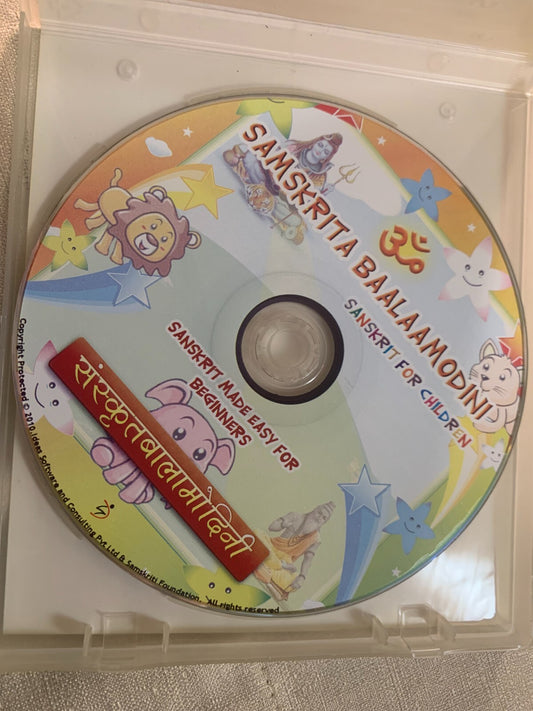 SAMSKRITA BAALAAMODINI
ॐ
SANSKRIT FOR CHILDREN
SANSKRIT MADE EASY FOR
BEGINNERS
संस्कृतबालामोदिनी
Copyright Protected © 2010.Ideas Software and Consulting Pvt Ltd & Samskriti Foundation. All rights reserved